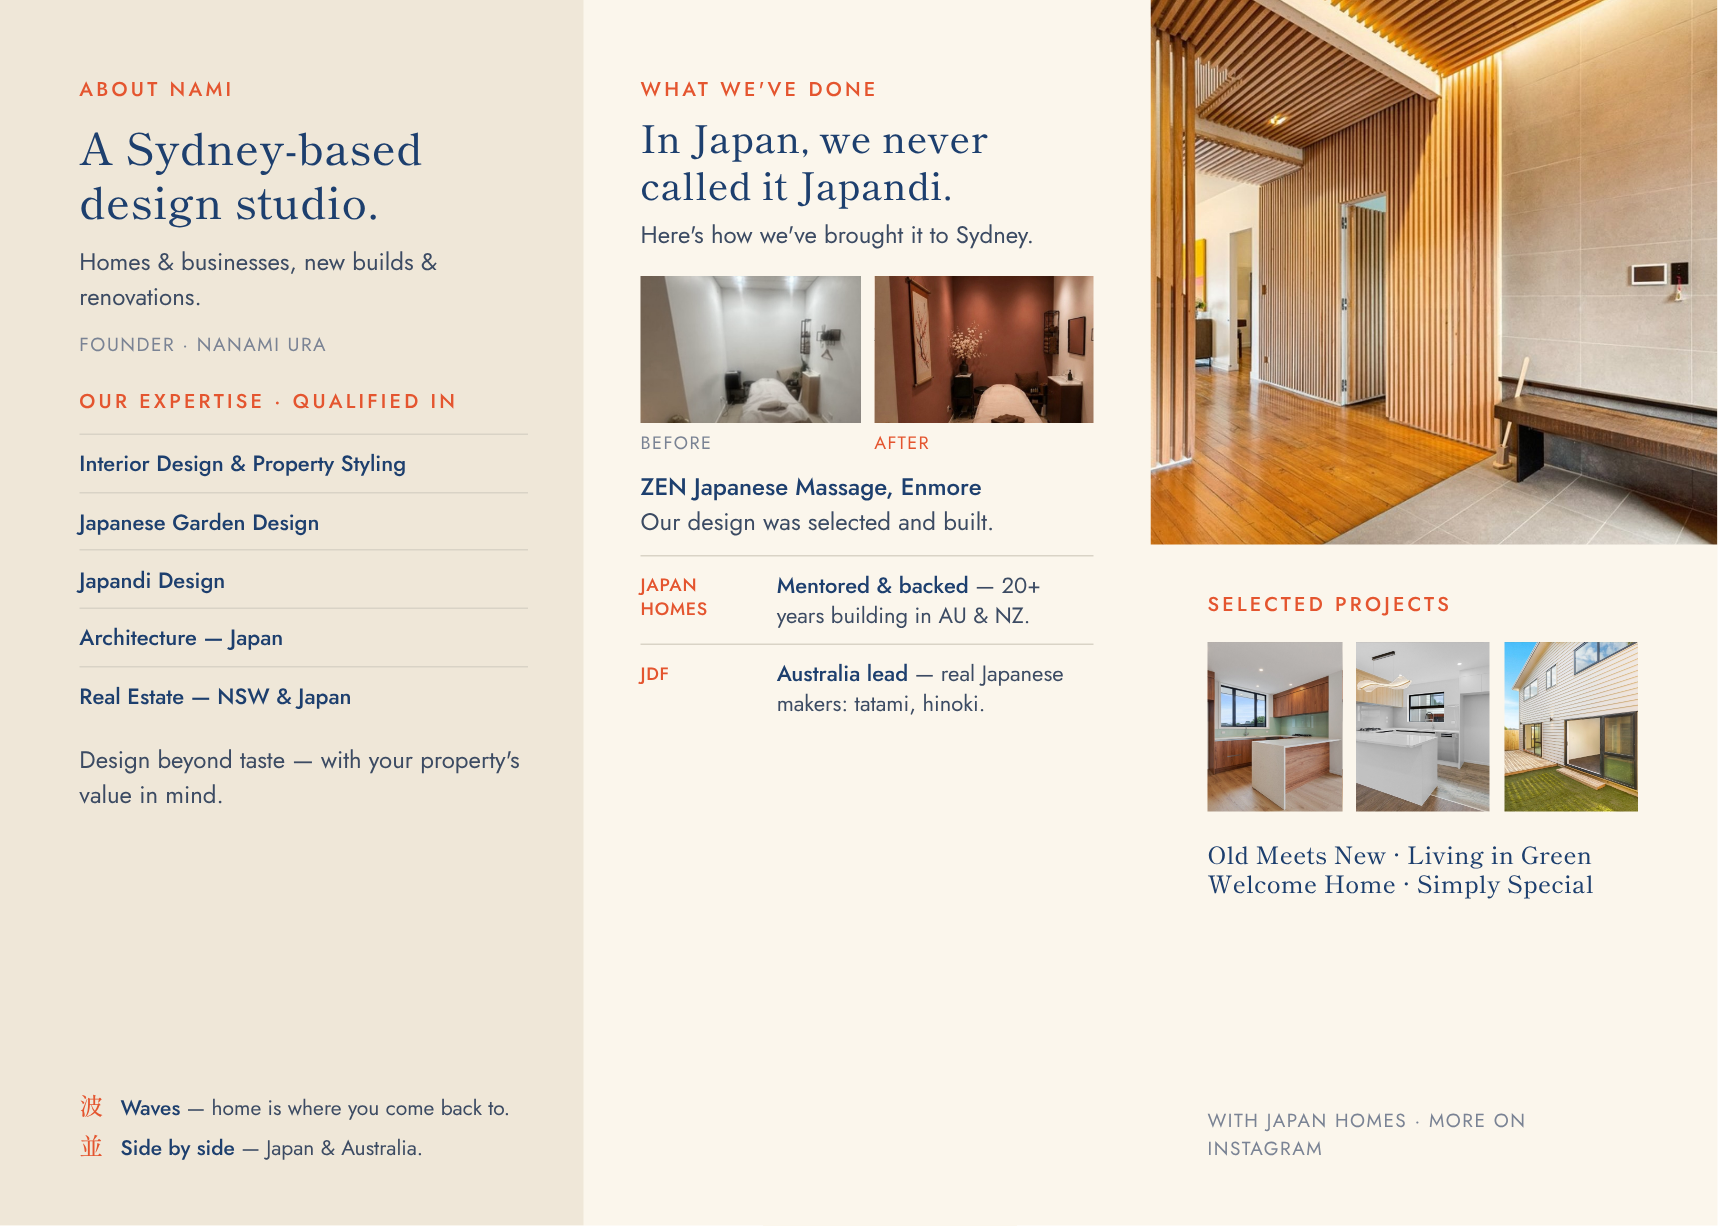 ABOUT NAMI
A Sydney-based
design studio.
Homes & businesses, new builds &
renovations.
FOUNDER · NANAMI URA
OUR EXPERTISE · QUALIFIED IN
Interior Design & Property Styling
Japanese Garden Design
Japandi Design
Architecture — Japan
Real Estate — NSW & Japan
Design beyond taste — with your property's
value in mind.
波 Waves — home is where you come back to.
並 Side by side — Japan & Australia.
WHAT WE'VE DONE
In Japan, we never
called it Japandi.
Here's how we've brought it to Sydney.
BEFORE
AFTER
ZEN Japanese Massage, Enmore
Our design was selected and built.
JAPAN
HOMES
Mentored & backed — 20+
years building in AU & NZ.
JDF
Australia lead — real Japanese
makers: tatami, hinoki.
SELECTED PROJECTS
Old Meets New · Living in Green
Welcome Home · Simply Special
WITH JAPAN HOMES · MORE ON
INSTAGRAM